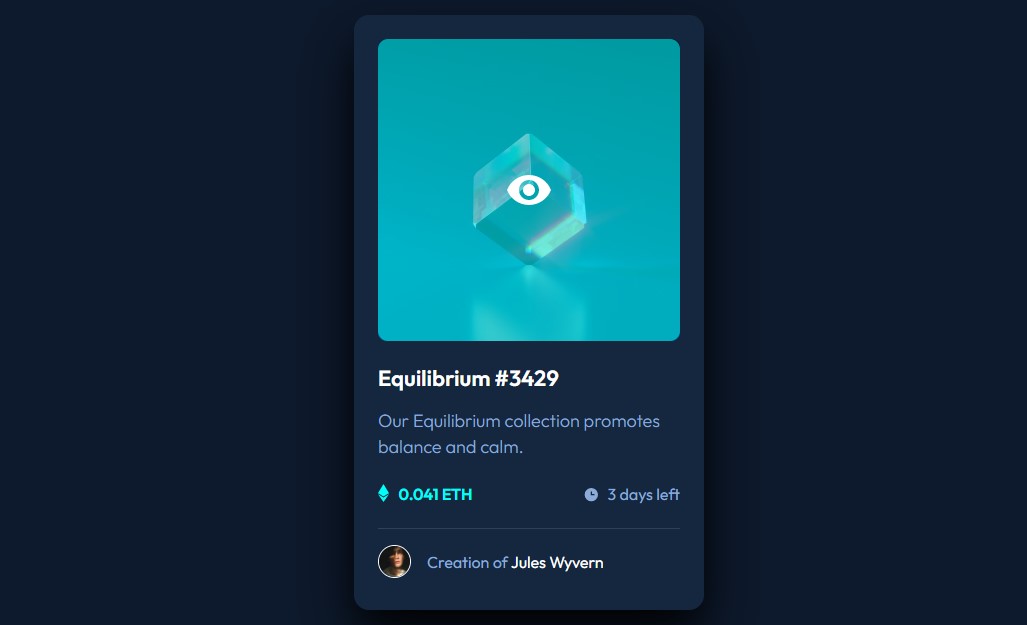 Equilibrium #3429
Our Equilibrium collection promotes
balance and calm.
0.041 ETH
3 days left
Creation of Jules Wyvern